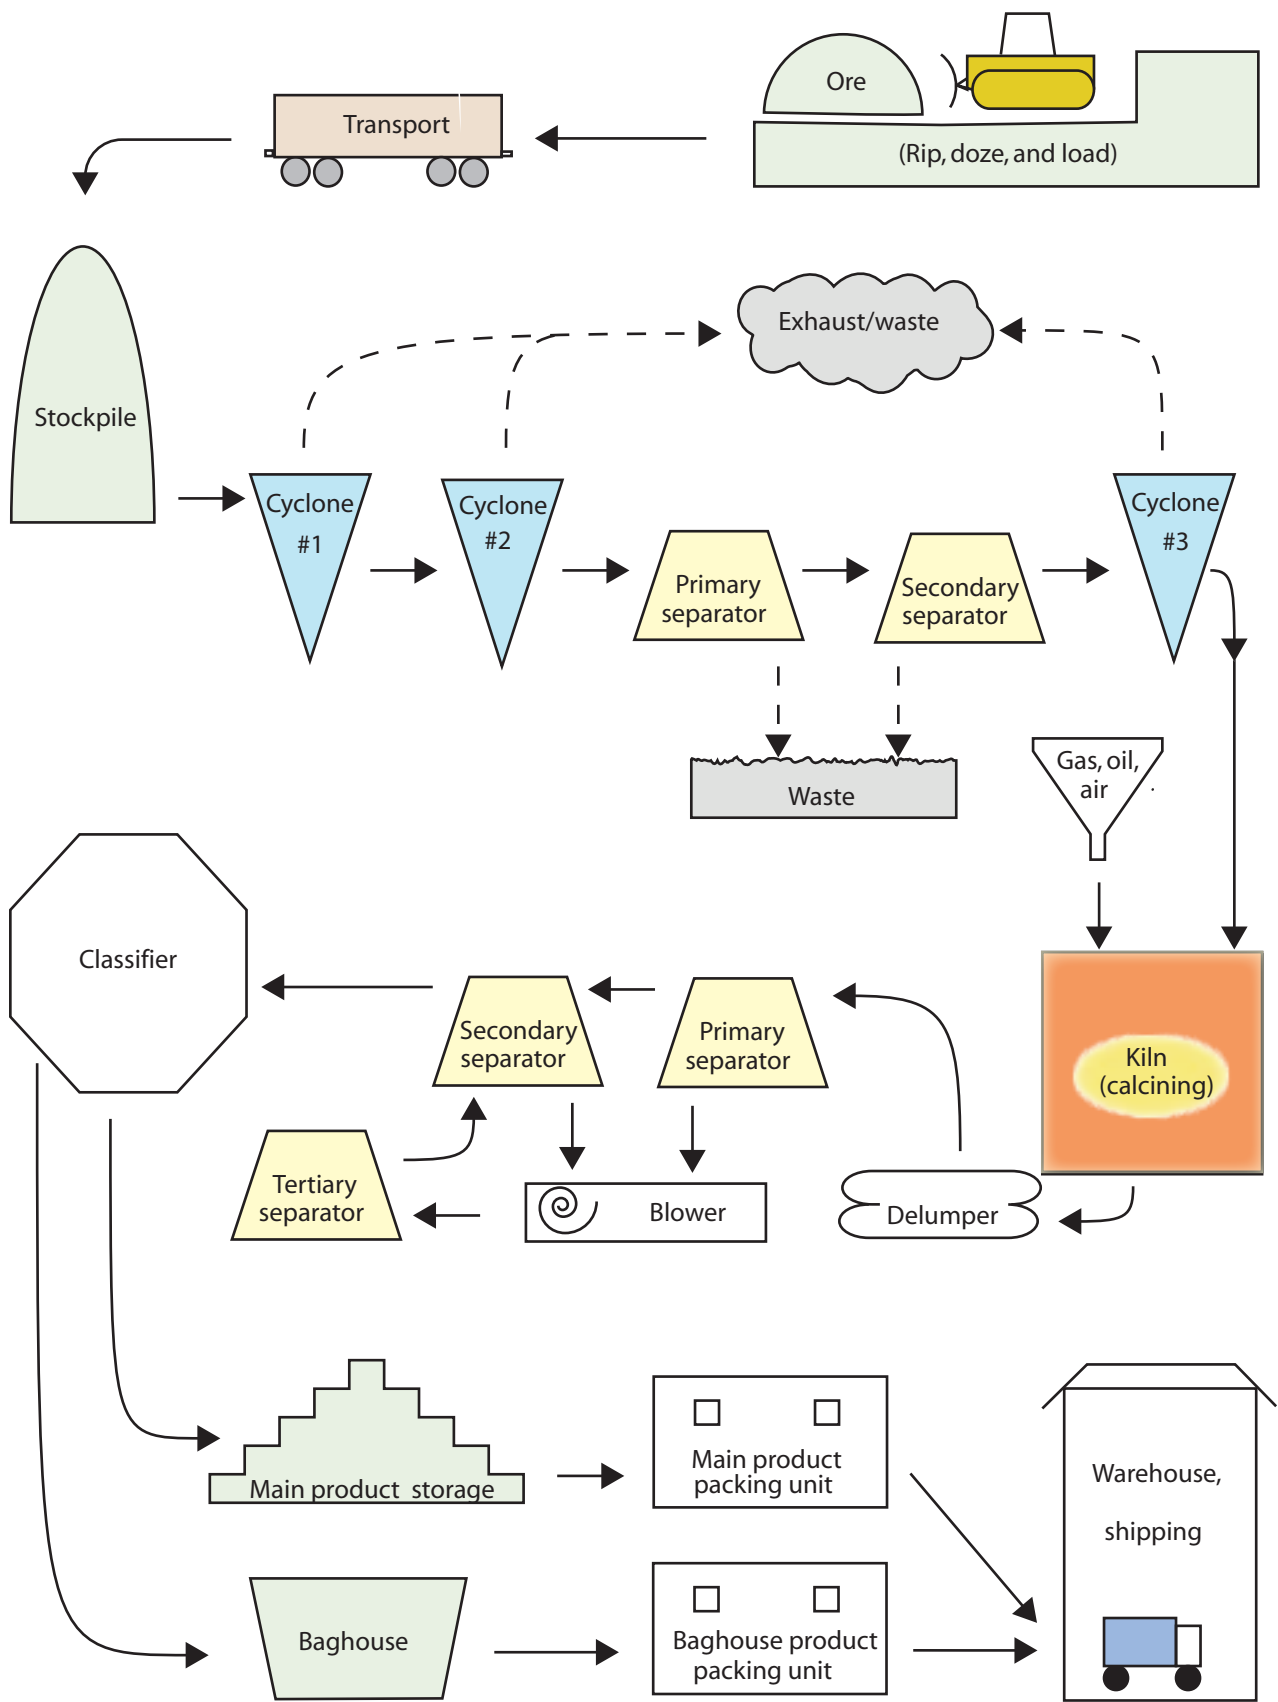 Ore
(Rip, doze, and load)
Transport
Exhaust/waste
Stockpile
Cyclone
#1
Cyclone
#2
Primary
separator
Secondary
separator
Cyclone
#3
Waste
Gas, oil,
air
Classifier
Secondary
separator
Primary
separator
Kiln
(calcining)
Tertiary
separator
Blower
Delumper
Main product storage
Main product
packing unit
Warehouse,
shipping
Baghouse
Baghouse product
packing unit